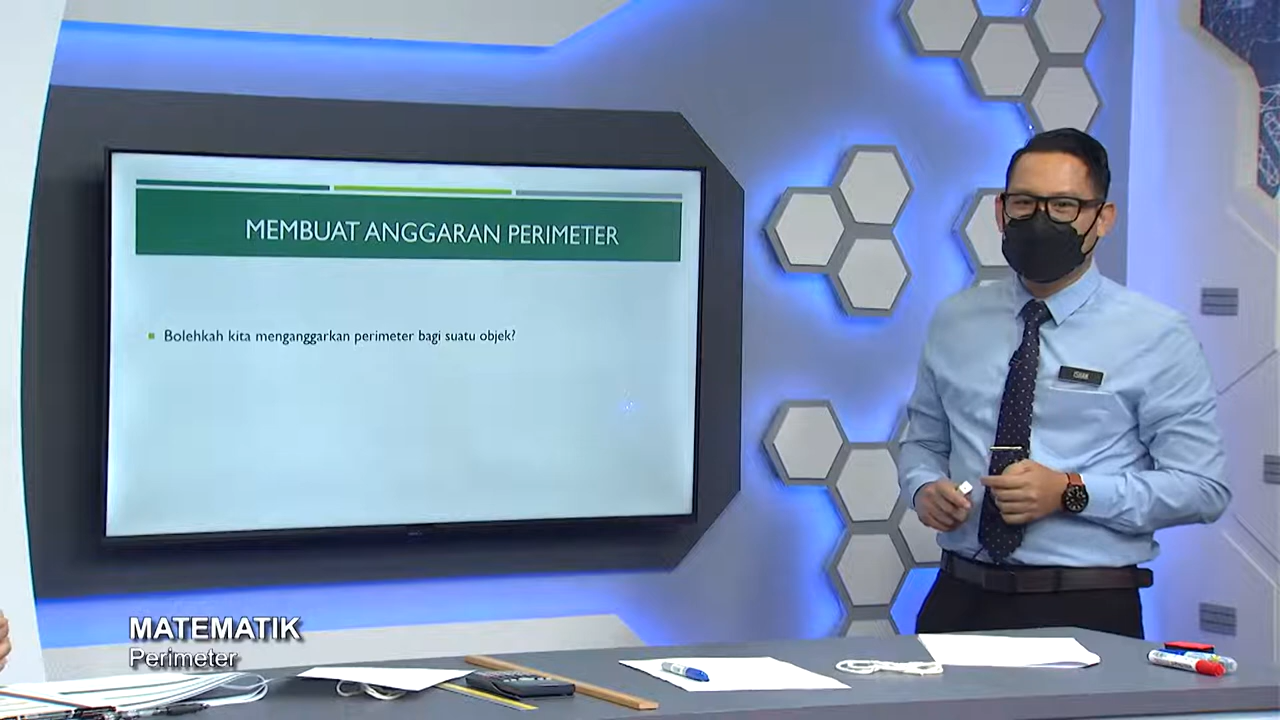 MEMBUAT ANGGARAN PERIMETER
Bolehkah kita menganggarkan perimeter bagi suatu objek?
MATEMATIK
Perimeter